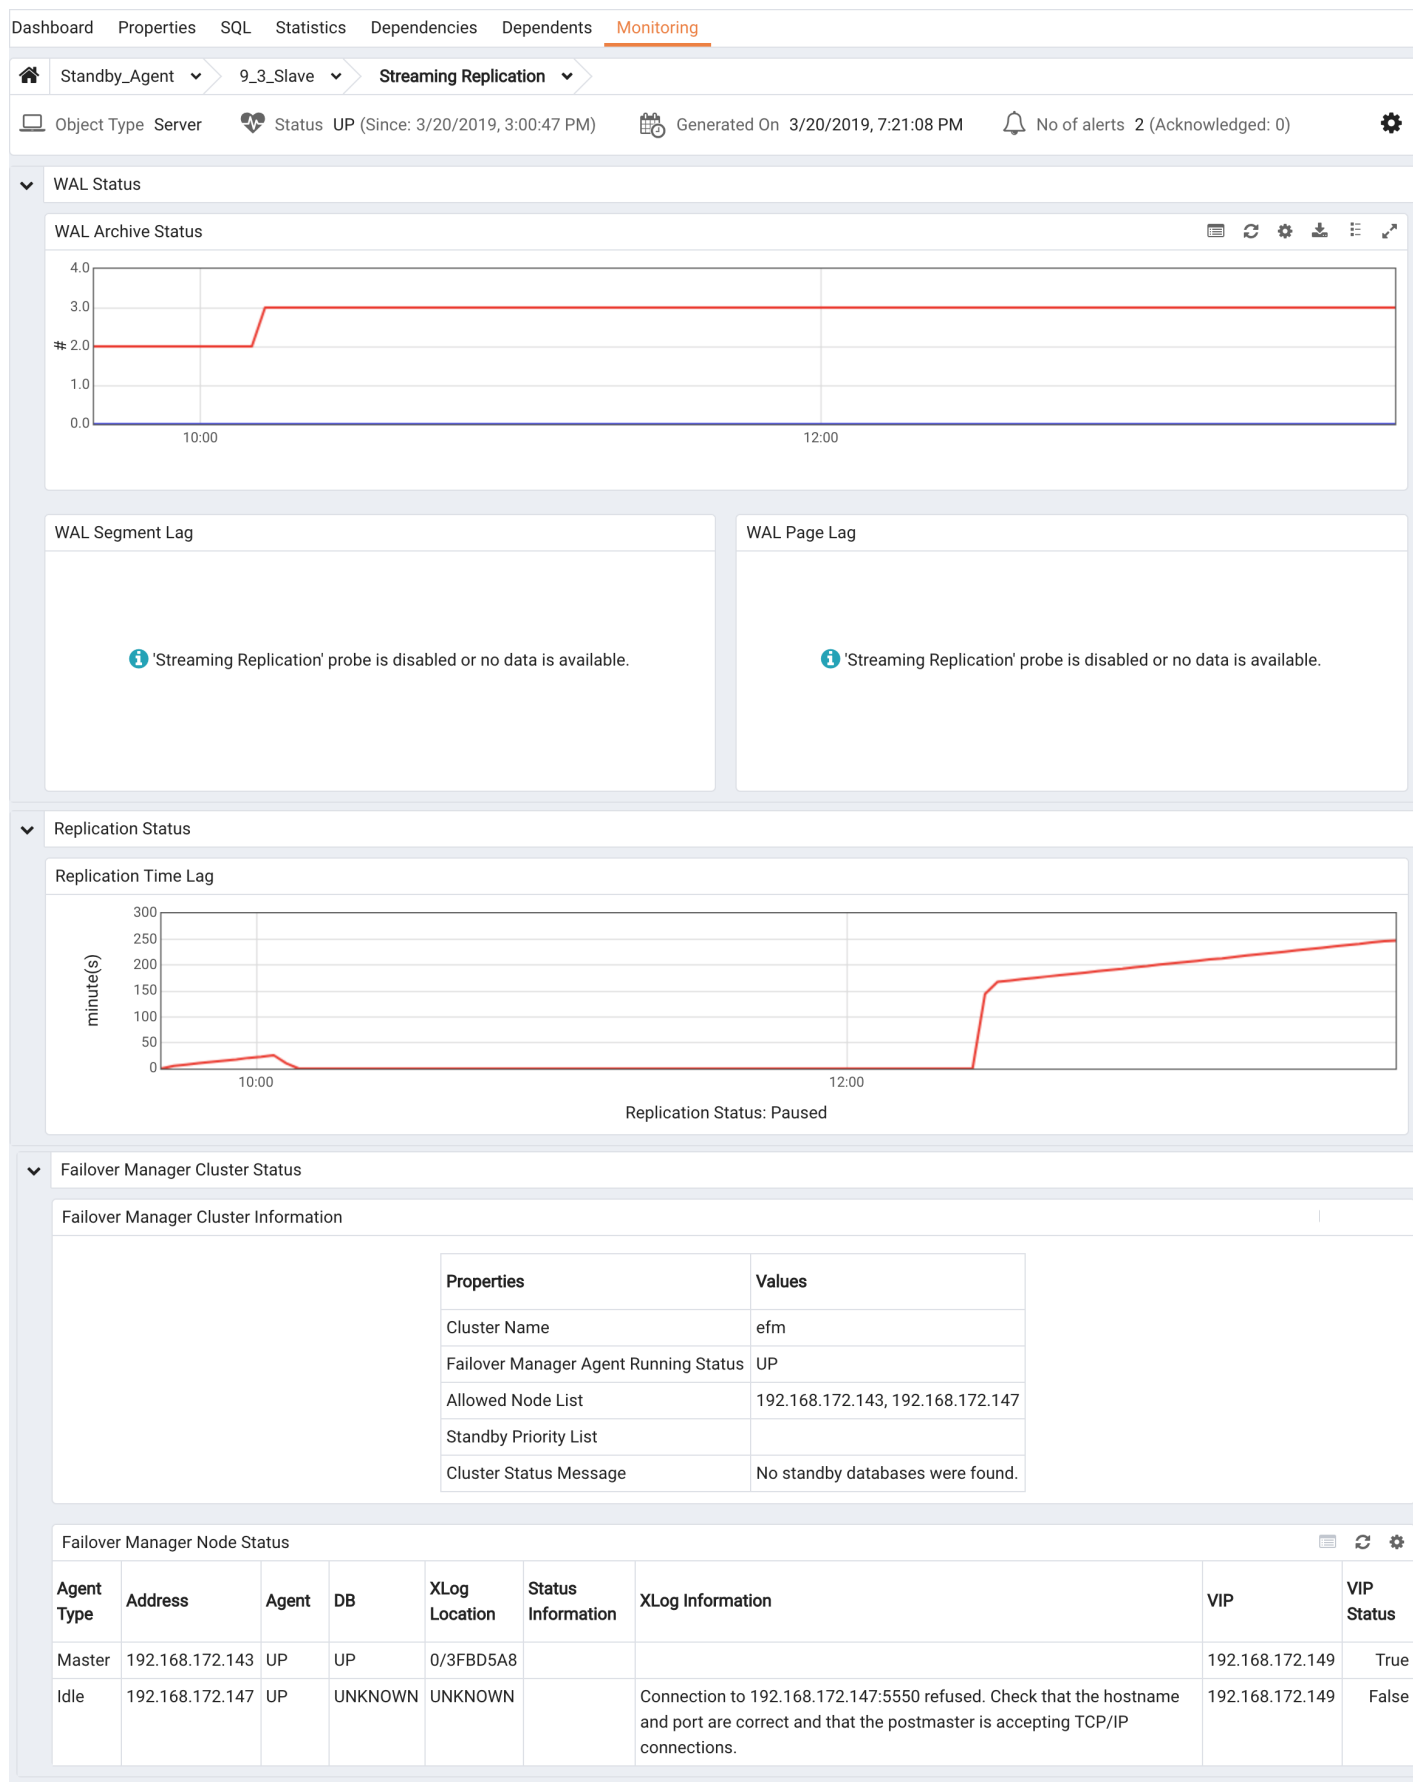 Dashboard Properties SQL Statistics Dependencies Dependents Monitoring
Standby_Agent 9_3_Slave Streaming Replication
Object Type Server Status UP (Since: 3/20/2019, 3:00:47 PM) Generated On 3/20/2019, 7:21:08 PM No of alerts 2 (Acknowledged: 0)
WAL Status
WAL Archive Status
4.0
3.0
# 2.0
1.0
0.0
10:00 12:00
WAL Segment Lag
'Streaming Replication' probe is disabled or no data is available.
WAL Page Lag
'Streaming Replication' probe is disabled or no data is available.
Replication Status
Replication Time Lag
minute(s)
300
250
200
150
100
50
0
10:00 12:00
Replication Status: Paused
Failover Manager Cluster Status
Failover Manager Cluster Information
Properties Values
Cluster Name efm
Failover Manager Agent Running Status UP
Allowed Node List 192.168.172.143, 192.168.172.147
Standby Priority List
Cluster Status Message No standby databases were found.
Failover Manager Node Status
Agent Type Address Agent DB XLog Location Status Information XLog Information VIP VIP Status
Master 192.168.172.143 UP UP 0/3FBD5A8 192.168.172.149 True
Idle 192.168.172.147 UP UNKNOWN UNKNOWN Connection to 192.168.172.147:5550 refused. Check that the hostname 192.168.172.149 False
and port are correct and that the postmaster is accepting TCP/IP
connections.